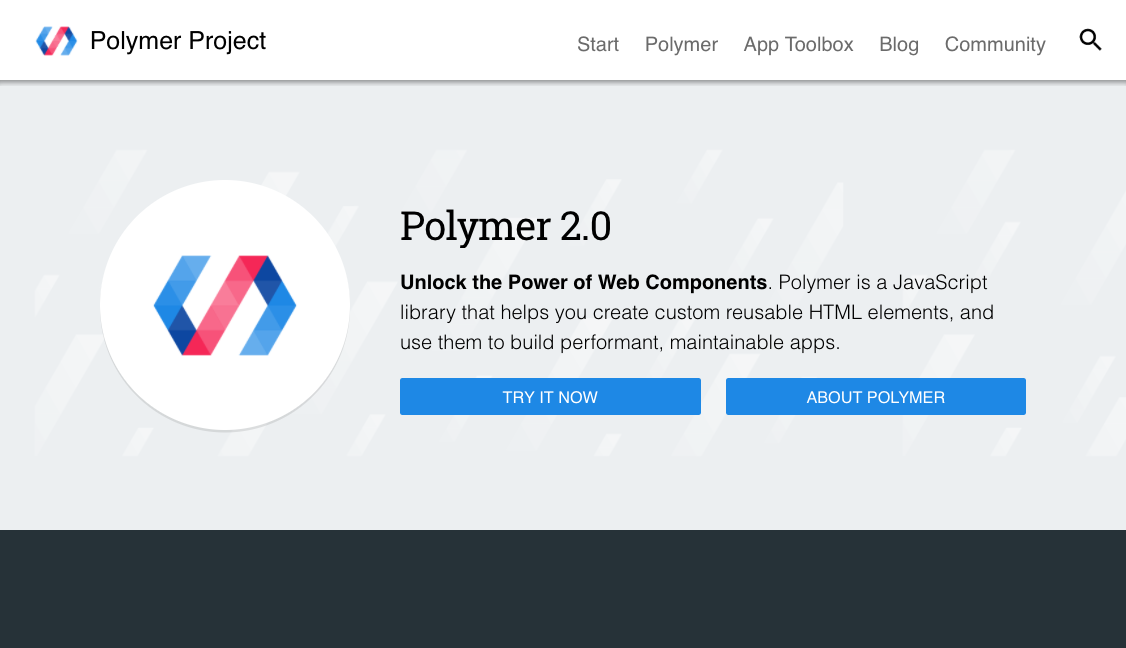 Polymer Project
Start Polymer App Toolbox Blog Community
Polymer 2.0
Unlock the Power of Web Components. Polymer is a JavaScript
library that helps you create custom reusable HTML elements, and
use them to build performant, maintainable apps.
TRY IT NOW ABOUT POLYMER